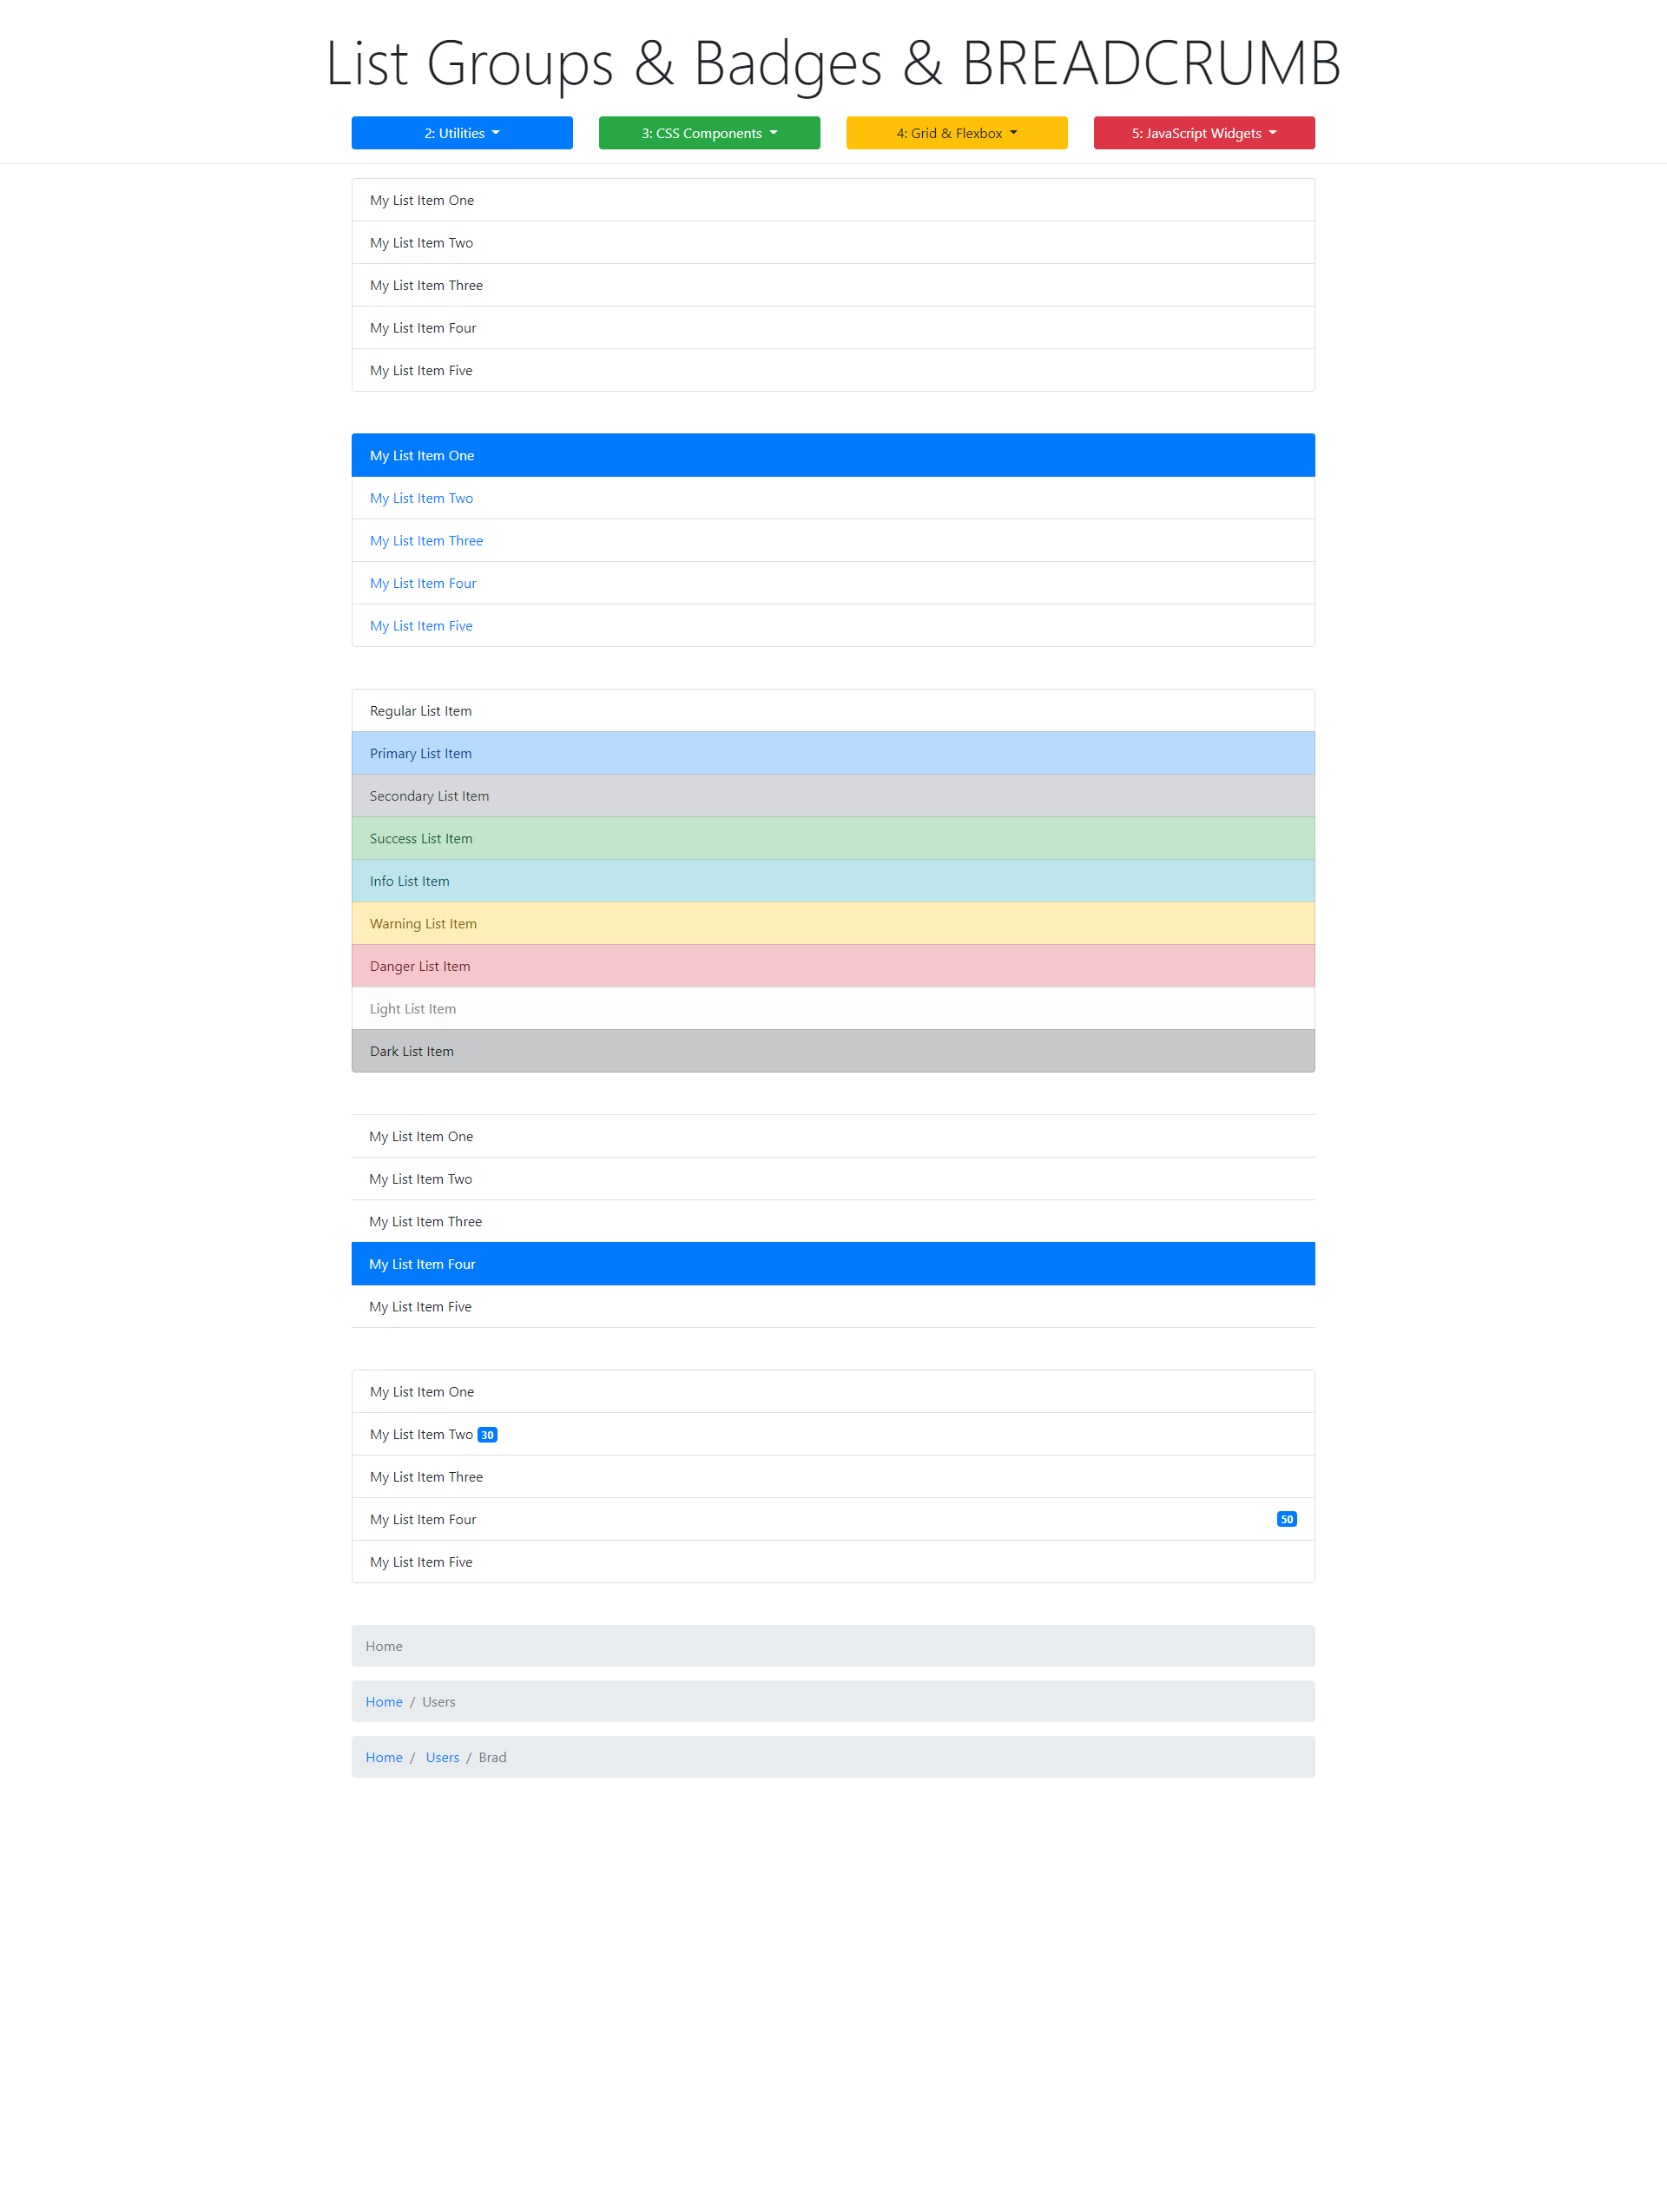 List Groups & Badges & BREADCRUMB
2: Utilities 3: CSS Components 4: Grid & Flexbox 5: JavaScript Widgets
My List Item One
My List Item Two
My List Item Three
My List Item Four
My List Item Five
My List Item One
My List Item Two
My List Item Three
My List Item Four
My List Item Five
Regular List Item
Primary List Item
Secondary List Item
Success List Item
Info List Item
Warning List Item
Danger List Item
Light List Item
Dark List Item
My List Item One
My List Item Two
My List Item Three
My List Item Four
My List Item Five
My List Item One
My List Item Two 30
My List Item Three
My List Item Four 50
My List Item Five
Home
Home / Users
Home / Users / Brad